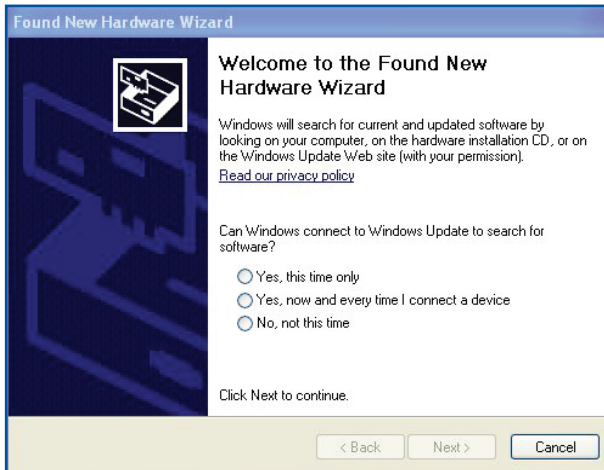 Found New Hardware Wizard
Welcome to the Found New
Hardware Wizard
Windows will search for current and updated software by
looking on your computer, on the hardware installation CD, or on
the Windows Update Web site (with your permission).
Read our privacy policy
Can Windows connect to Windows Update to search for
software?
Yes, this time only
Yes, now and every time I connect a device
No, not this time
Click Next to continue.
< Back
Next >
Cancel